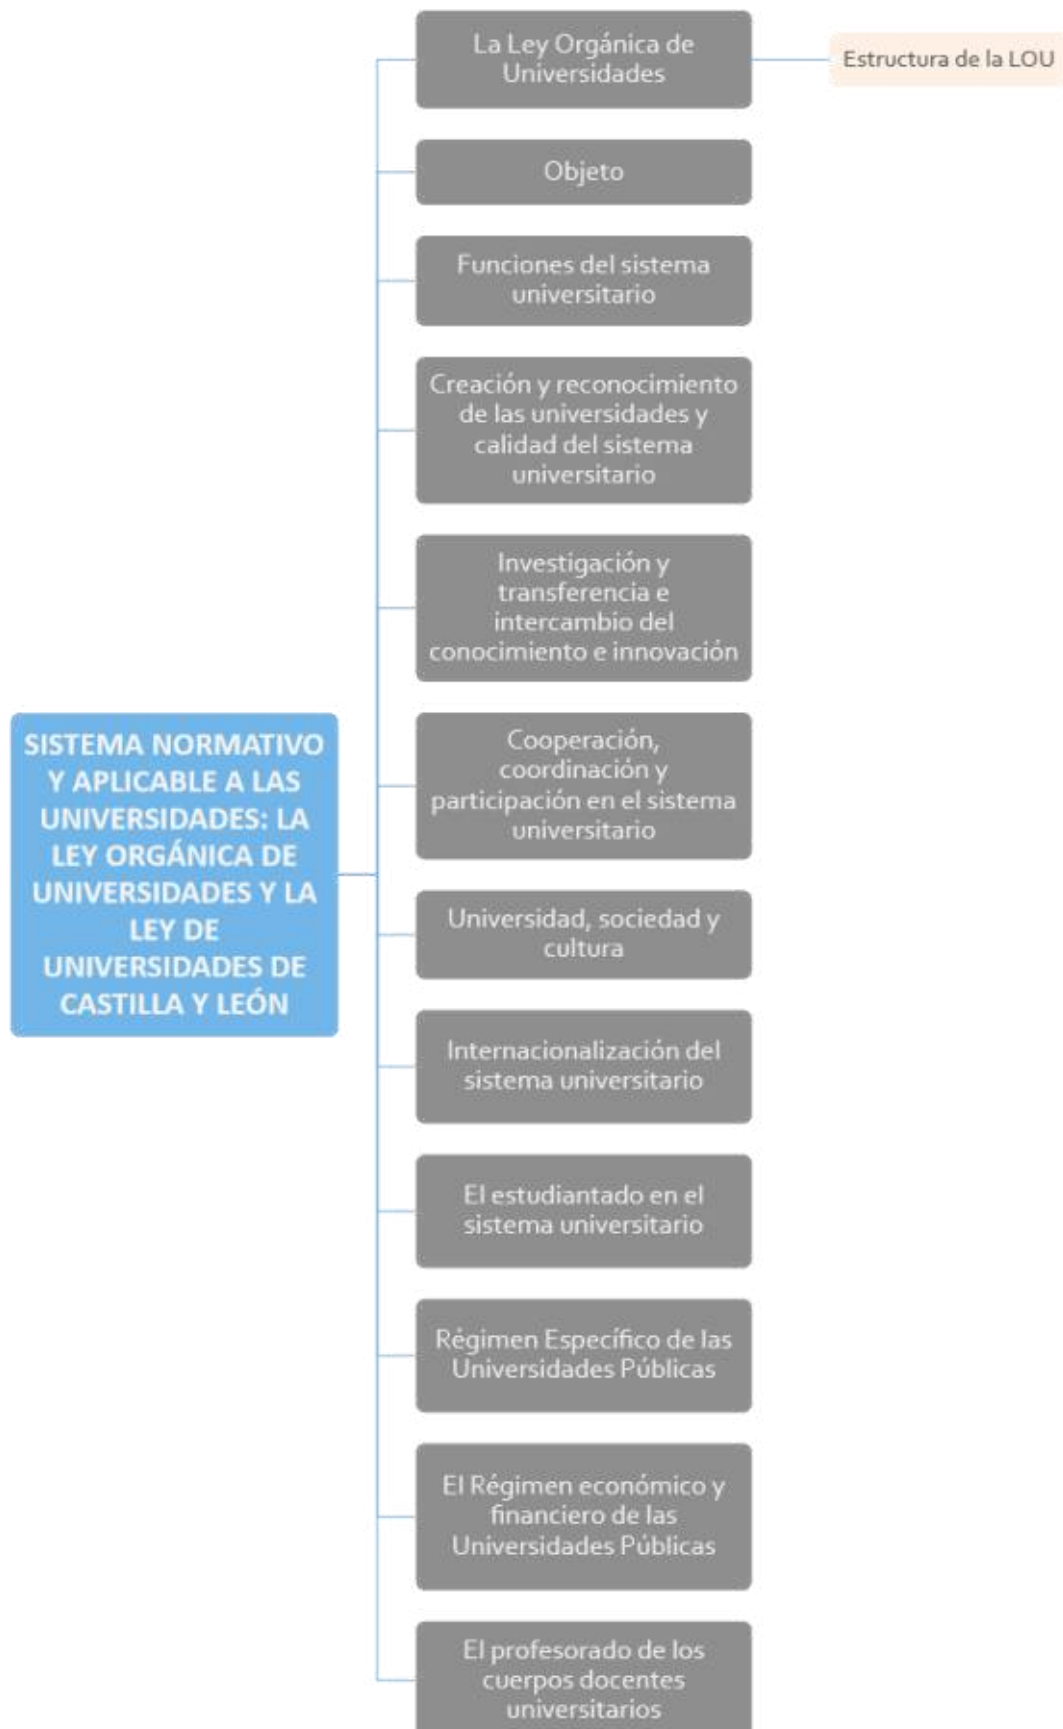 La Ley Orgánica de
Universidades
Estructura de la LOU
Objeto
Funciones del sistema
universitario
Creación y reconocimiento
de las universidades y
calidad del sistema
universitario
Investigación y
transferencia e
intercambio del
conocimiento e innovación
SISTEMA NORMATIVO
Y APLICABLE A LAS
UNIVERSIDADES: LA
LEY ORGÁNICA DE
UNIVERSIDADES Y LA
LEY DE
UNIVERSIDADES DE
CASTILLA Y LEÓN
Cooperación,
coordinación y
participación en el sistema
universitario
Universidad, sociedad y
cultura
Internacionalización del
sistema universitario
El estudiantado en el
sistema universitario
Régimen Específico de las
Universidades Públicas
El Régimen económico y
financiero de las
Universidades Públicas
El profesorado de los
cuerpos docentes
universitarios